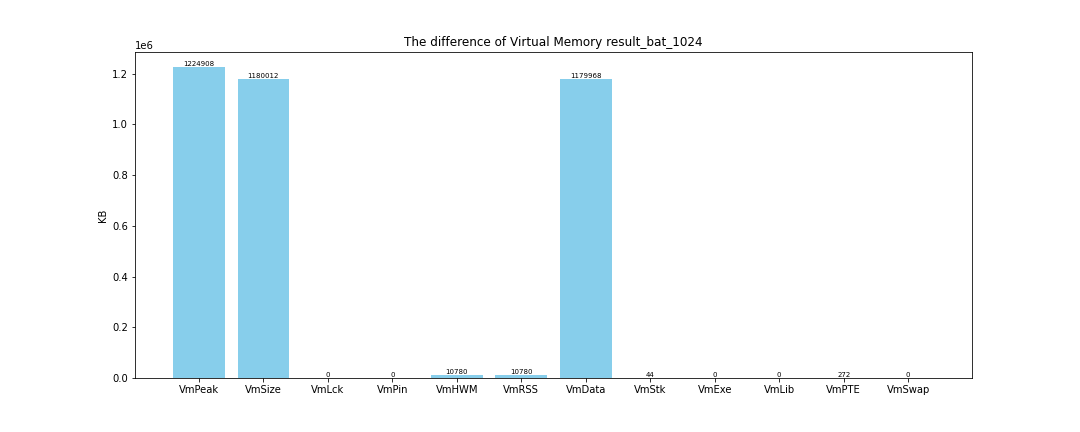 The difference of Virtual Memory result_bat_1024
1e6
1.2
1.0
0.8
0.6
0.4
0.2
0.0
KB
1224908
1180012
0
0
10780
10780
1179968
44
0
0
272
0
VmPeak
VmSize
VmLck
VmPin
VmHWM
VmRSS
VmData
VmStk
VmExe
VmLib
VmPTE
VmSwap